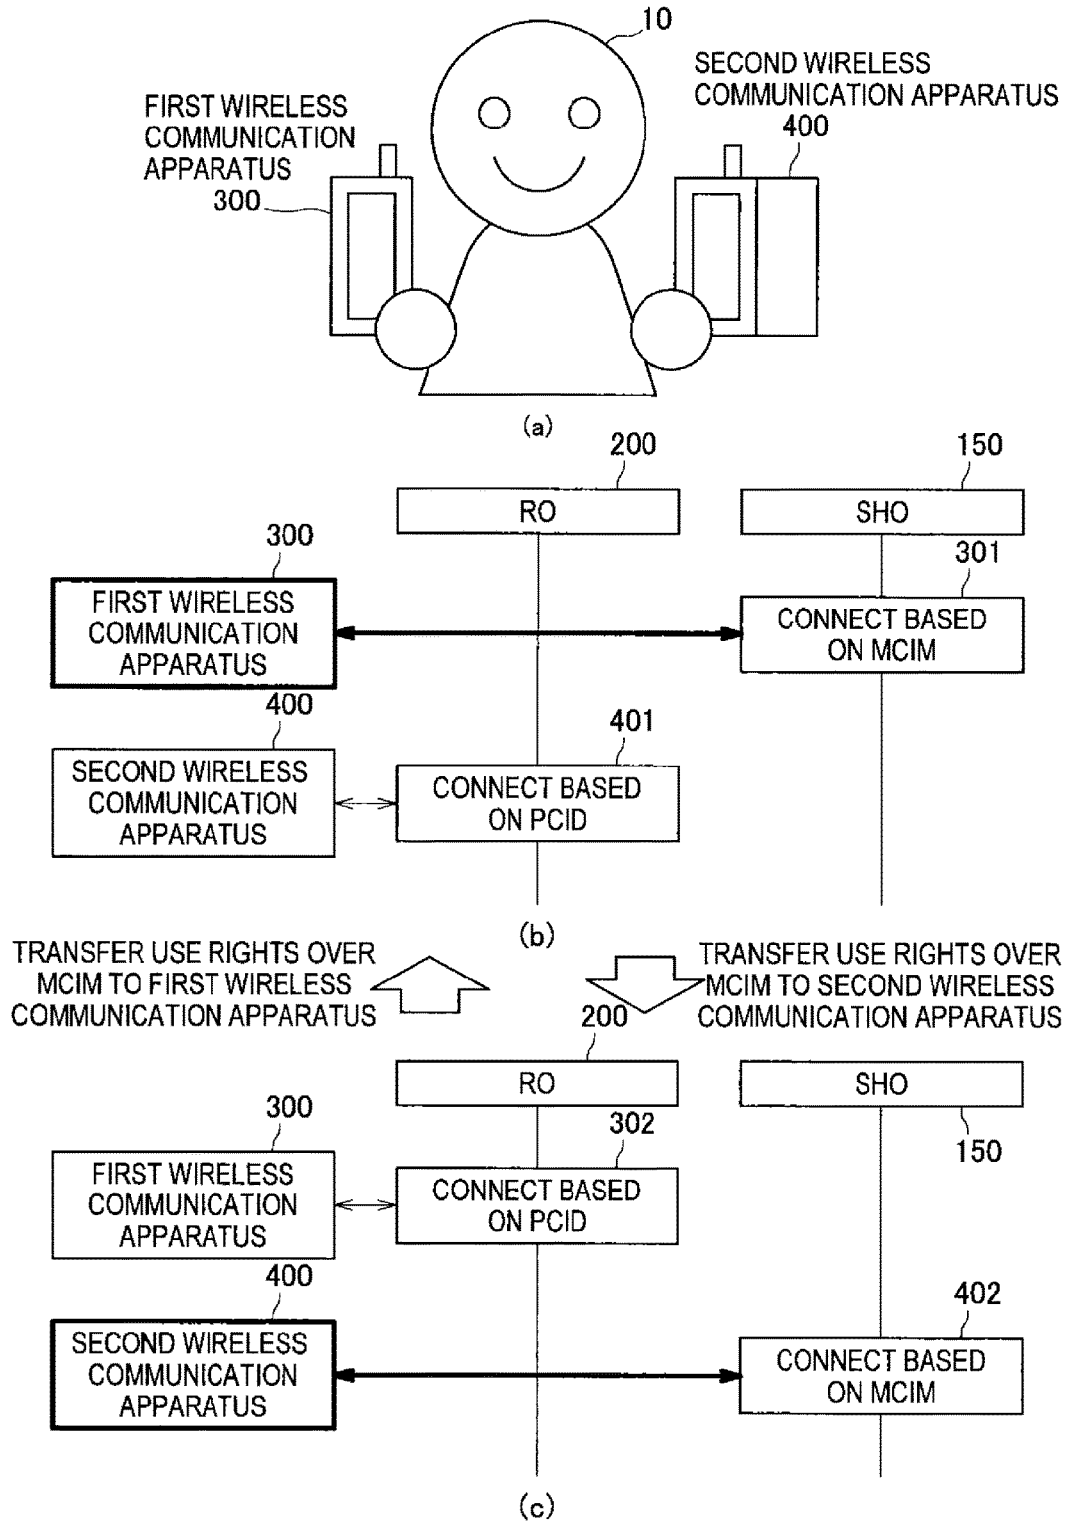 10
SECOND WIRELESS
COMMUNICATION APPARATUS
400
FIRST WIRELESS
COMMUNICATION
APPARATUS
300
(a)
200
150
RO
SHO
300
301
FIRST WIRELESS
COMMUNICATION
APPARATUS
CONNECT BASED
ON MCIM
400
401
SECOND WIRELESS
COMMUNICATION
APPARATUS
CONNECT BASED
ON PCID
(b)
TRANSFER USE RIGHTS OVER
MCIM TO FIRST WIRELESS
COMMUNICATION APPARATUS
TRANSFER USE RIGHTS OVER
MCIM TO SECOND WIRELESS
COMMUNICATION APPARATUS
200
RO
SHO
150
300
302
FIRST WIRELESS
COMMUNICATION
APPARATUS
CONNECT BASED
ON PCID
400
402
SECOND WIRELESS
COMMUNICATION
APPARATUS
CONNECT BASED
ON MCIM
(c)